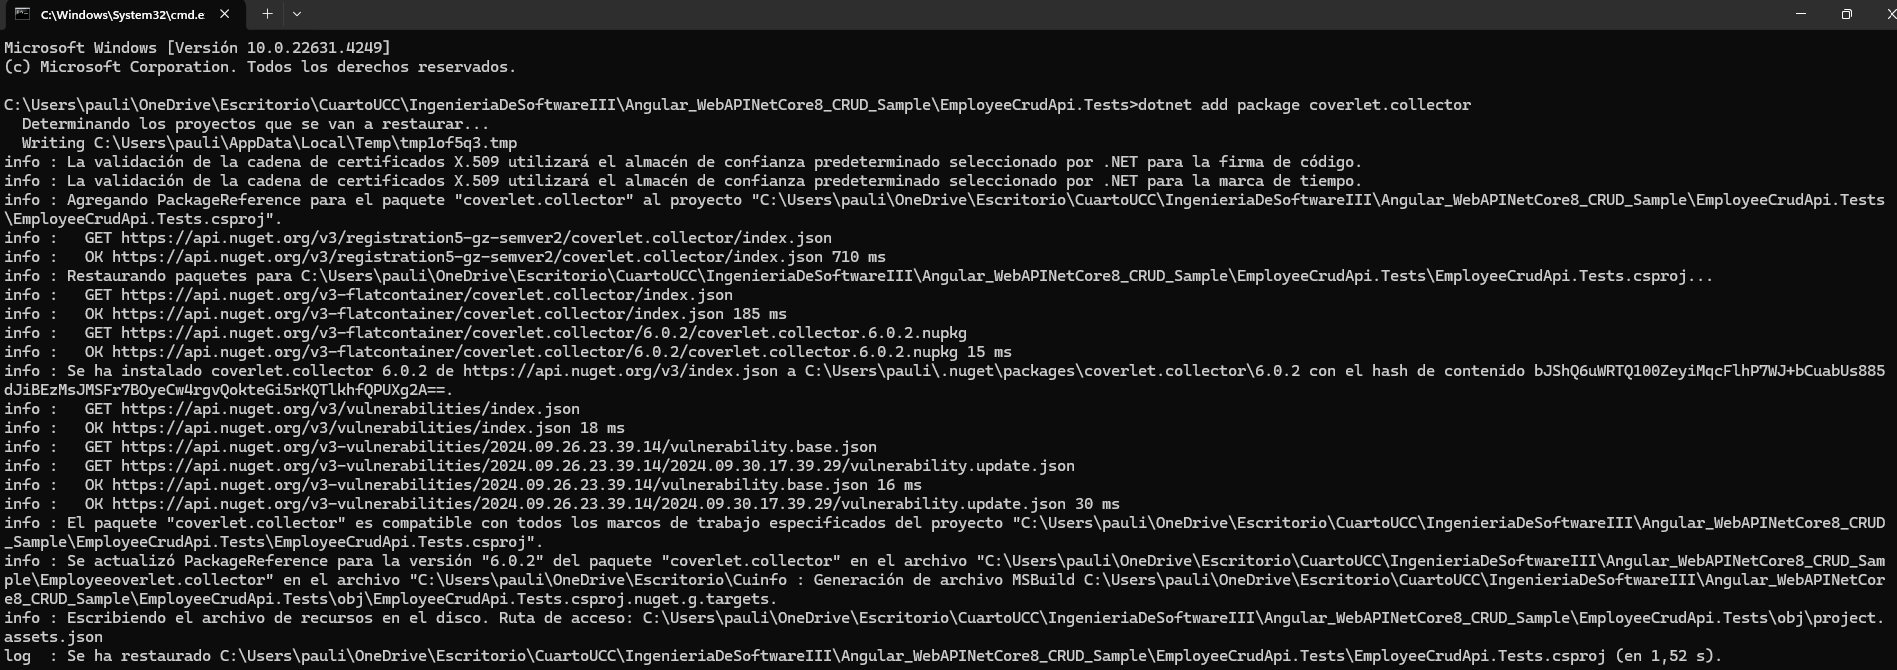 C:\Windows\System32\cmd.e
Microsoft Windows [Versión 10.0.22631.4249]
(c) Microsoft Corporation. Todos los derechos reservados.
C:\Users\pauli\OneDrive\Escritorio\CuartoUCC\IngenieriaDeSoftwareIII\Angular_WebAPINetCore8_CRUD_Sample\EmployeeCrudApi.Tests>dotnet add package coverlet.collector
Determinando los proyectos que se van a restaurar...
Writing C:\Users\pauli\AppData\Local\Temp\tmp1of5q3.tmp
info : La validación de la cadena de certificados X.509 utilizará el almacén de confianza predeterminado seleccionado por .NET para la firma de código.
info : La validación de la cadena de certificados X.509 utilizará el almacén de confianza predeterminado seleccionado por .NET para la marca de tiempo.
info : Agregando PackageReference para el paquete "coverlet.collector" al proyecto "C:\Users\pauli\OneDrive\Escritorio\CuartoUCC\IngenieriaDeSoftwareIII\Angular_WebAPINetCore8_CRUD_Sample\EmployeeCrudApi.Tests
\EmployeeCrudApi.Tests.csproj".
info :   GET https://api.nuget.org/v3/registration5-gz-semver2/coverlet.collector/index.json
info :   OK https://api.nuget.org/v3/registration5-gz-semver2/coverlet.collector/index.json 710 ms
info : Restaurando paquetes para C:\Users\pauli\OneDrive\Escritorio\CuartoUCC\IngenieriaDeSoftwareIII\Angular_WebAPINetCore8_CRUD_Sample\EmployeeCrudApi.Tests\EmployeeCrudApi.Tests.csproj...
info :   GET https://api.nuget.org/v3-flatcontainer/coverlet.collector/index.json
info :   OK https://api.nuget.org/v3-flatcontainer/coverlet.collector/index.json 185 ms
info :   GET https://api.nuget.org/v3-flatcontainer/coverlet.collector/6.0.2/coverlet.collector.6.0.2.nupkg
info :   OK https://api.nuget.org/v3-flatcontainer/coverlet.collector/6.0.2/coverlet.collector.6.0.2.nupkg 15 ms
info : Se ha instalado coverlet.collector 6.0.2 de https://api.nuget.org/v3/index.json a C:\Users\pauli\.nuget\packages\coverlet.collector\6.0.2 con el hash de contenido bJShQ6uWRTQ100ZeyiMqcFlhP7WJ+bCuabUs885
dJiBEzMsJMSFr7BOyeCw4rgvQokteGi5rKQTlkhfQPUXg2A==.
info :   GET https://api.nuget.org/v3/vulnerabilities/index.json
info :   OK https://api.nuget.org/v3/vulnerabilities/index.json 18 ms
info :   GET https://api.nuget.org/v3-vulnerabilities/2024.09.26.23.39.14/vulnerability.base.json
info :   GET https://api.nuget.org/v3-vulnerabilities/2024.09.26.23.39.14/2024.09.30.17.39.29/vulnerability.update.json
info :   OK https://api.nuget.org/v3-vulnerabilities/2024.09.26.23.39.14/vulnerability.base.json 16 ms
info :   OK https://api.nuget.org/v3-vulnerabilities/2024.09.26.23.39.14/2024.09.30.17.39.29/vulnerability.update.json 30 ms
info : El paquete "coverlet.collector" es compatible con todos los marcos de trabajo especificados del proyecto "C:\Users\pauli\OneDrive\Escritorio\CuartoUCC\IngenieriaDeSoftwareIII\Angular_WebAPINetCore8_CRUD
_Sample\EmployeeCrudApi.Tests\EmployeeCrudApi.Tests.csproj".
info : Se actualizó PackageReference para la versión "6.0.2" del paquete "coverlet.collector" en el archivo "C:\Users\pauli\OneDrive\Escritorio\CuartoUCC\IngenieriaDeSoftwareIII\Angular_WebAPINetCore8_CRUD_Sam
ple\Employeeoverlet.collector" en el archivo "C:\Users\pauli\OneDrive\Escritorio\Cuinfo : Generación de archivo MSBuild C:\Users\pauli\OneDrive\Escritorio\CuartoUCC\IngenieriaDeSoftwareIII\Angular_WebAPINetCor
e8_CRUD_Sample\EmployeeCrudApi.Tests\obj\EmployeeCrudApi.Tests.csproj.nuget.g.targets.
info : Escribiendo el archivo de recursos en el disco. Ruta de acceso: C:\Users\pauli\OneDrive\Escritorio\CuartoUCC\IngenieriaDeSoftwareIII\Angular_WebAPINetCore8_CRUD_Sample\EmployeeCrudApi.Tests\obj\project.
assets.json
log  : Se ha restaurado C:\Users\pauli\OneDrive\Escritorio\CuartoUCC\IngenieriaDeSoftwareIII\Angular_WebAPINetCore8_CRUD_Sample\EmployeeCrudApi.Tests\EmployeeCrudApi.Tests.csproj (en 1,52 s).